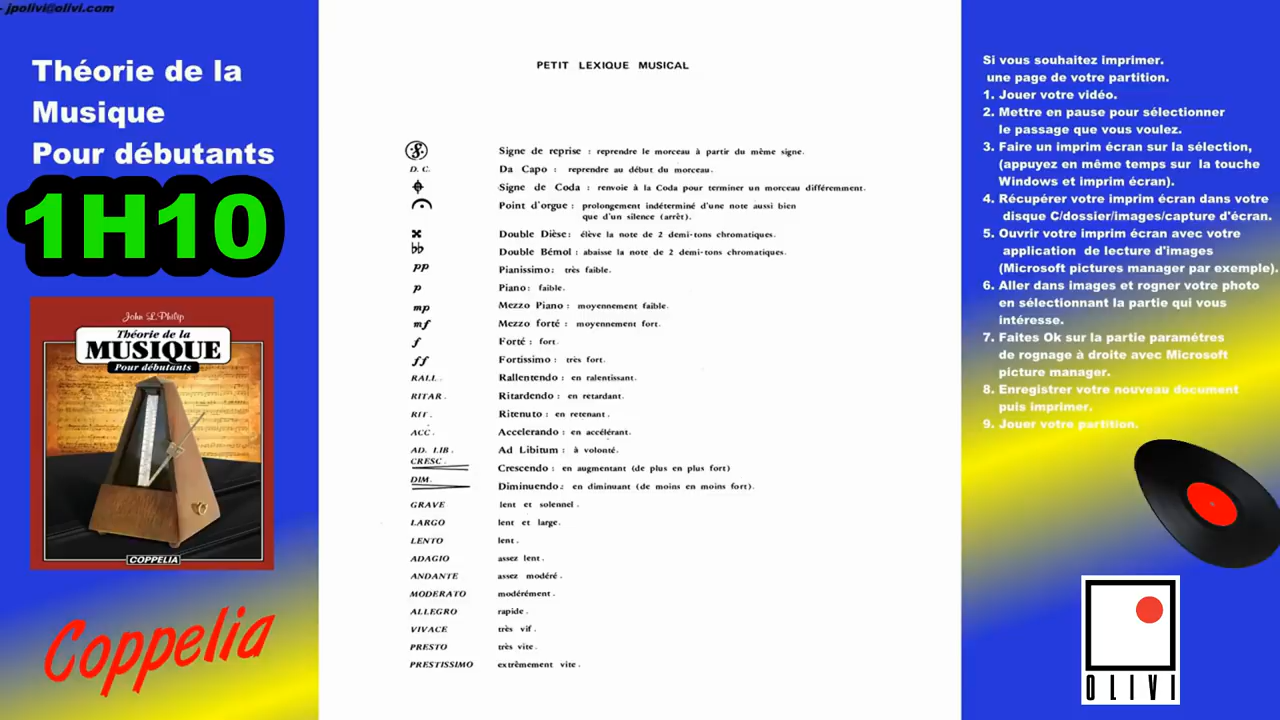 - jpolivi@olivi.com
Théorie de la
Musique
Pour débutants
1H10
John L. Philip
Théorie de la
MUSIQUE
Pour débutants
COPPELIA
Coppelia
PETIT LEXIQUE MUSICAL
Signe de reprise : reprendre le morceau à partir du même signe.
D. C. Da Capo : reprendre au début du morceau.
Signe de Coda : renvoie à la Coda pour terminer un morceau différemment.
Point d'orgue : prolongement indéterminé d'une note aussi bien
que d'un silence (arrêt).
Double Dièse : élève la note de 2 demi-tons chromatiques.
♭♭ Double Bémol : abaisse la note de 2 demi-tons chromatiques.
pp Pianissimo : très faible.
p Piano : faible.
mp Mezzo Piano : moyennement faible.
mf Mezzo forté : moyennement fort.
f Forté : fort.
ff Fortissimo : très fort.
RALL. Rallentendo : en ralentissant.
RITAR. Ritardendo : en retardant.
RIT. Ritenuto : en retenant.
ACC. Accelerando : en accélérant.
AD. LIB. Ad Libitum : à volonté.
CRESC. Crescendo : en augmentant (de plus en plus fort)
DIM. Diminuendo : en diminuant (de moins en moins fort).
GRAVE lent et solennel.
LARGO lent et large.
LENTO lent.
ADAGIO assez lent.
ANDANTE assez modéré.
MODERATO modérément.
ALLEGRO rapide.
VIVACE très vif.
PRESTO très vite.
PRESTISSIMO extrêmement vite.
Si vous souhaitez imprimer.
une page de votre partition.
1. Jouer votre vidéo.
2. Mettre en pause pour sélectionner
le passage que vous voulez.
3. Faire un imprim écran sur la sélection,
(appuyez en même temps sur la touche
Windows et imprim écran).
4. Récupérer votre imprim écran dans votre
disque C/dossier/images/capture d'écran.
5. Ouvrir votre imprim écran avec votre
application de lecture d'images
(Microsoft pictures manager par exemple).
6. Aller dans images et rogner votre photo
en sélectionnant la partie qui vous
intéresse.
7. Faites Ok sur la partie paramétres
de rognage à droite avec Microsoft
picture manager.
8. Enregistrer votre nouveau document
puis imprimer.
9. Jouer votre partition.
OLIVI